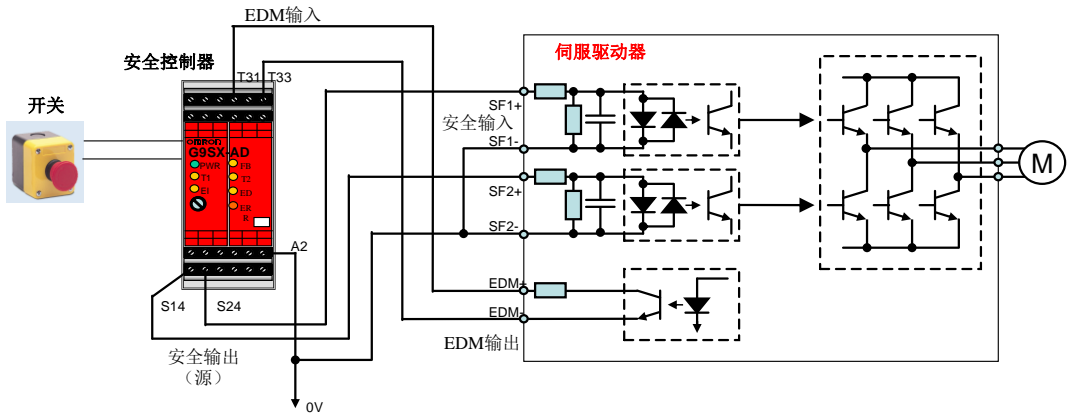 EDM输入
安全控制器
伺服驱动器
T31
T33
开关
SF1+
安全输入
SF1-
OMRON
G9SX-AD
PWR
FB
T1
T2
EI
ED
ER
R
SF2+
SF2-
M
A2
EDM+
S14
S24
EDM-
EDM输出
安全输出
（源）
0V